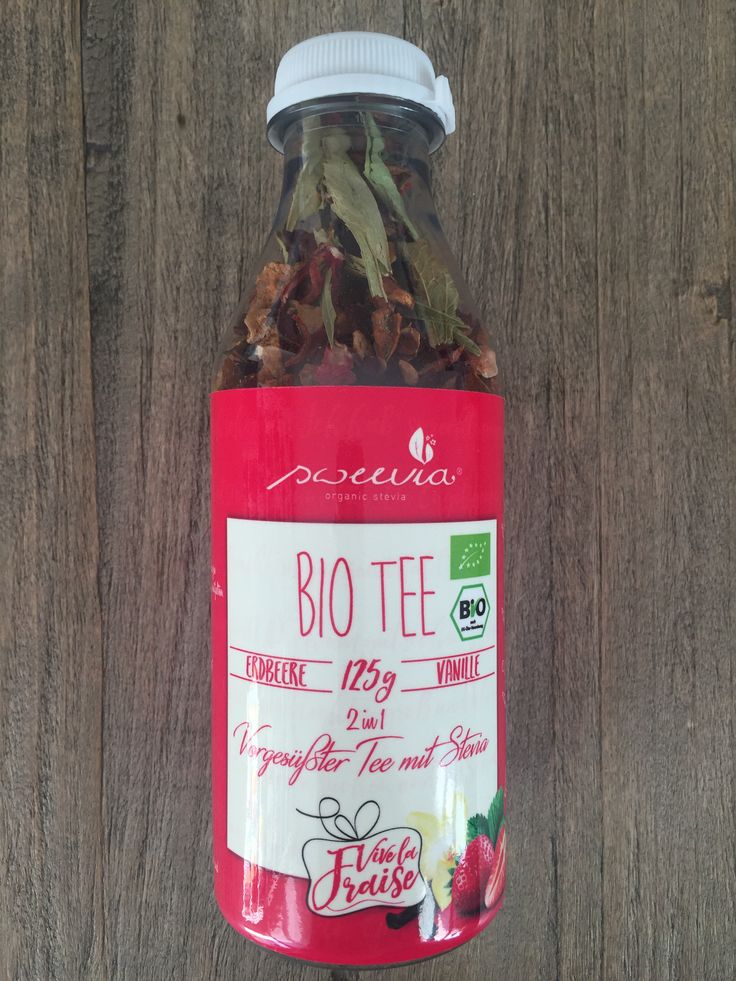 sweevia®
organic stevia
BIO TEE
BiO
ERDBEERE 125g VANILLE
2 in 1
Vorgesüßter Tee mit Stevia
Vive la
Fraise